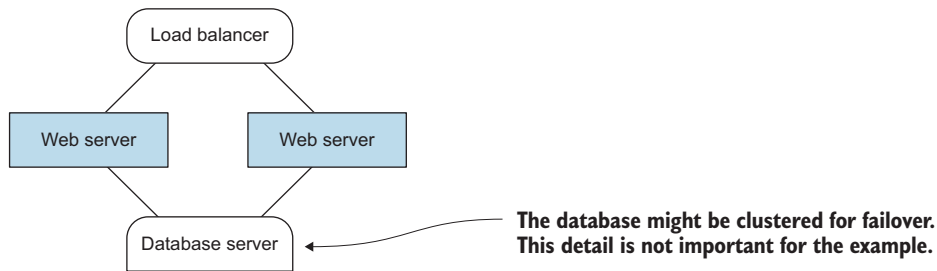 Load balancer
Web server
Web server
Database server
The database might be clustered for failover.
This detail is not important for the example.